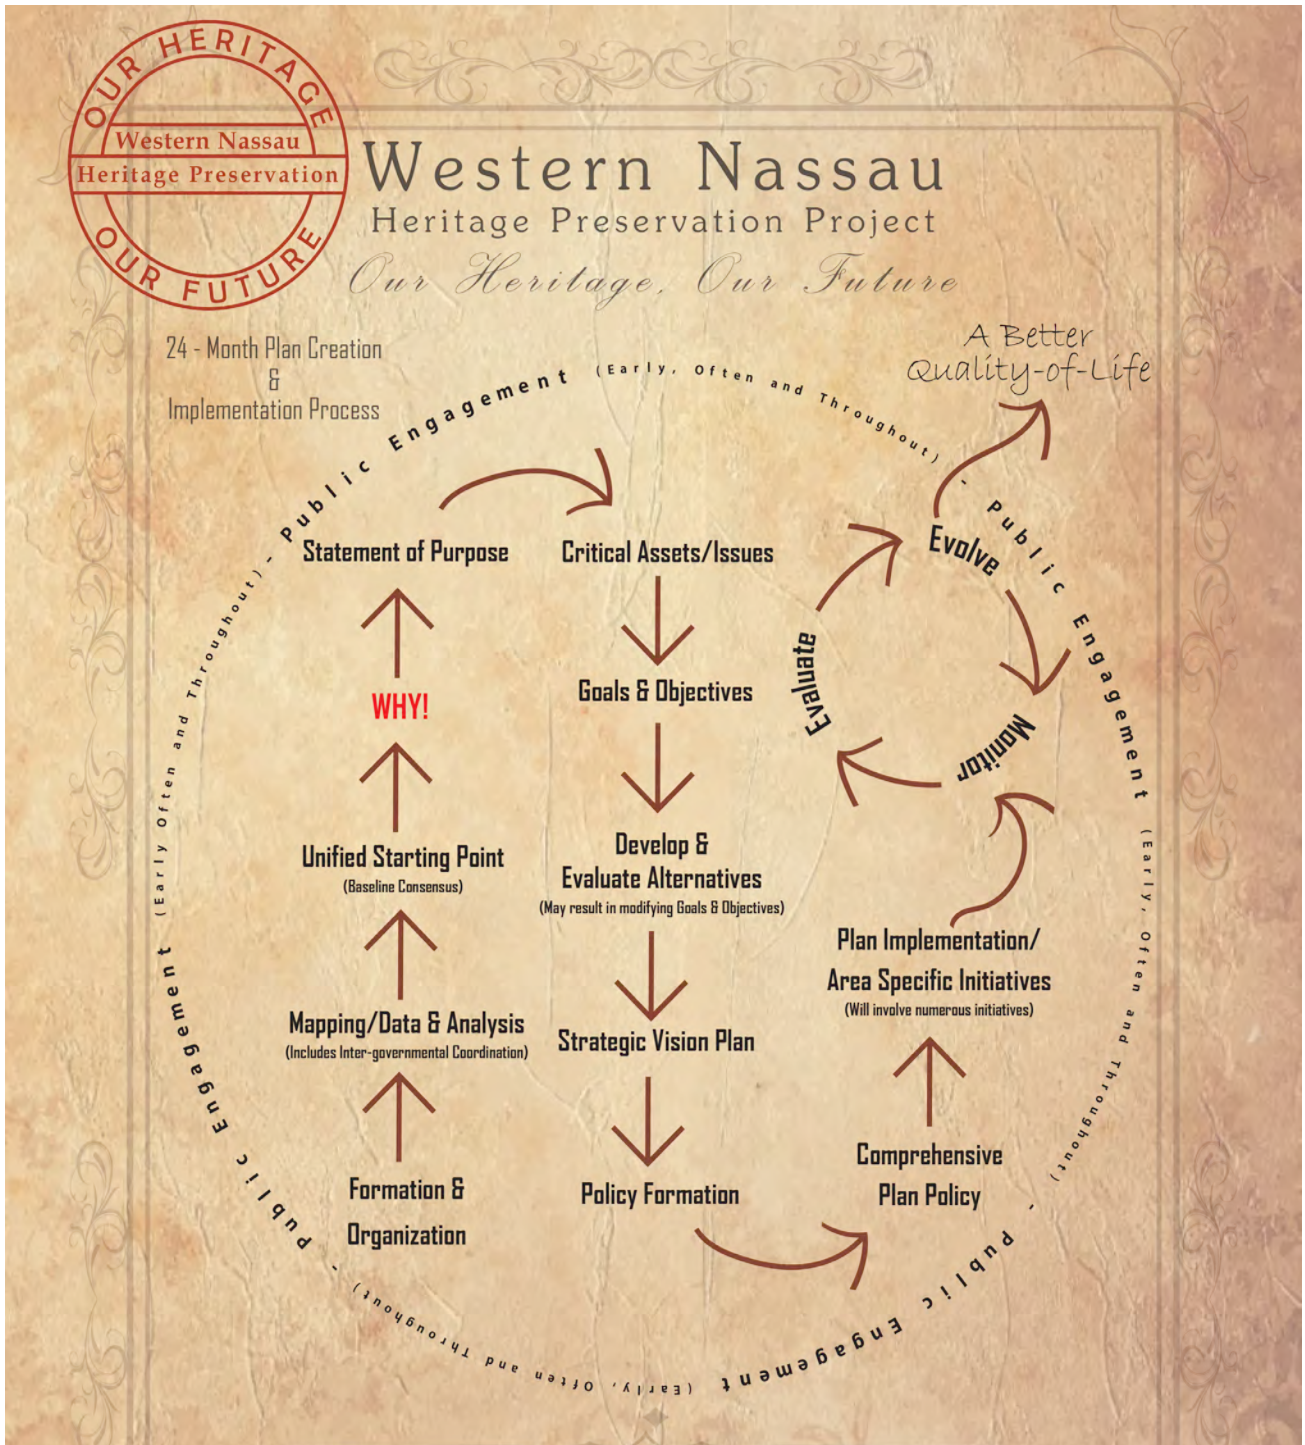 OUR HERITAGE
Western Nassau
Heritage Preservation
OUR FUTURE
Western Nassau
Heritage Preservation Project
Our Heritage, Our Future
24 - Month Plan Creation
&
Implementation Process
A Better
Quality-of-Life
Public Engagement (Early, Often and Throughout) -
Public Engagement (Early, Often and Throughout) -
Public Engagement (Early, Often and Throughout) -
Public Engagement (Early Often and Throughout) -
Statement of Purpose
WHY!
Unified Starting Point
(Baseline Consensus)
Mapping/Data & Analysis
(Includes Inter-governmental Coordination)
Formation &
Organization
Critical Assets/Issues
Goals & Objectives
Develop &
Evaluate Alternatives
(May result in modifying Goals & Objectives)
Strategic Vision Plan
Policy Formation
Evolve
Monitor
Evaluate
Plan Implementation/
Area Specific Initiatives
(Will involve numerous initiatives)
Comprehensive
Plan Policy